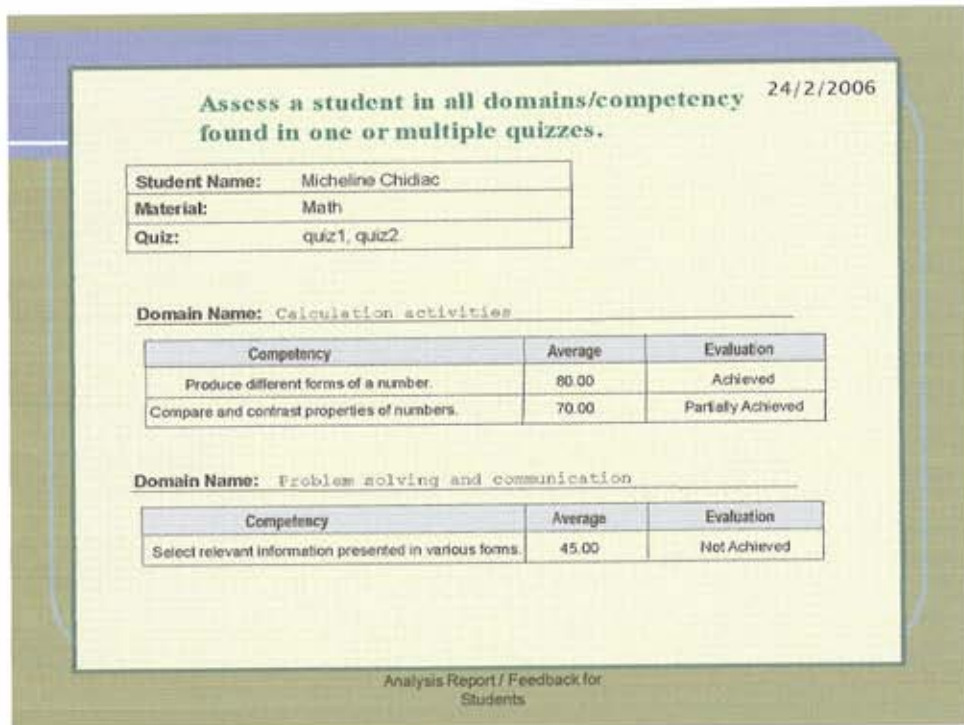 24/2/2006
Assess a student in all domains/competency
found in one or multiple quizzes.
Student Name: Micheline Chidiac
Material: Math
Quiz: quiz1, quiz2.
Domain Name: Calculation activities
Competency Average Evaluation
Produce different forms of a number. 80.00 Achieved
Compare and contrast properties of numbers. 70.00 Partially Achieved
Domain Name: Problem solving and communication
Competency Average Evaluation
Select relevant information presented in various forms. 45.00 Not Achieved
Analysis Report / Feedback for
Students